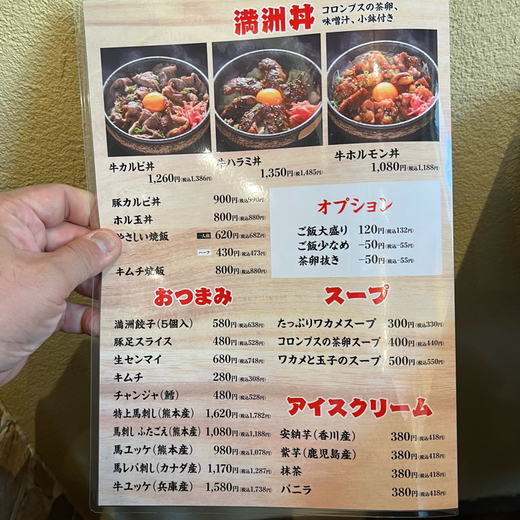 満洲丼 コロンブスの茶卵、
味噌汁、小鉢付き
牛カルビ丼
1,260円(税込1,386円)
牛ハラミ丼
1,350円(税込1,485円)
牛ホルモン丼
1,080円(税込1,188円)
豚カルビ丼 900円(税込990円)
ホル玉丼 800円(税込880円)
やさしい焼飯 一人前 620円(税込682円)
ハーフ 430円(税込473円)
キムチ焼飯 800円(税込880円)
オプション
ご飯大盛り 120円(税込132円)
ご飯少なめ -50円(税込-55円)
茶卵抜き -50円(税込-55円)
おつまみ
満洲餃子(5個入) 580円(税込638円)
豚足スライス 480円(税込528円)
生センマイ 680円(税込748円)
キムチ 280円(税込308円)
チャンジャ(鱈) 480円(税込528円)
特上馬刺し(熊本産) 1,620円(税込1,782円)
馬刺しふたごえ(熊本産) 1,080円(税込1,188円)
馬ユッケ(熊本産) 980円(税込1,078円)
馬レバ刺し(カナダ産) 1,170円(税込1,287円)
牛ユッケ(兵庫産) 1,580円(税込1,738円)
スープ
たっぷりワカメスープ 300円(税込330円)
コロンブスの茶卵スープ 400円(税込440円)
ワカメと玉子のスープ 500円(税込550円)
アイスクリーム
安納芋(香川産) 380円(税込418円)
紫芋(鹿児島産) 380円(税込418円)
抹茶 380円(税込418円)
バニラ 380円(税込418円)